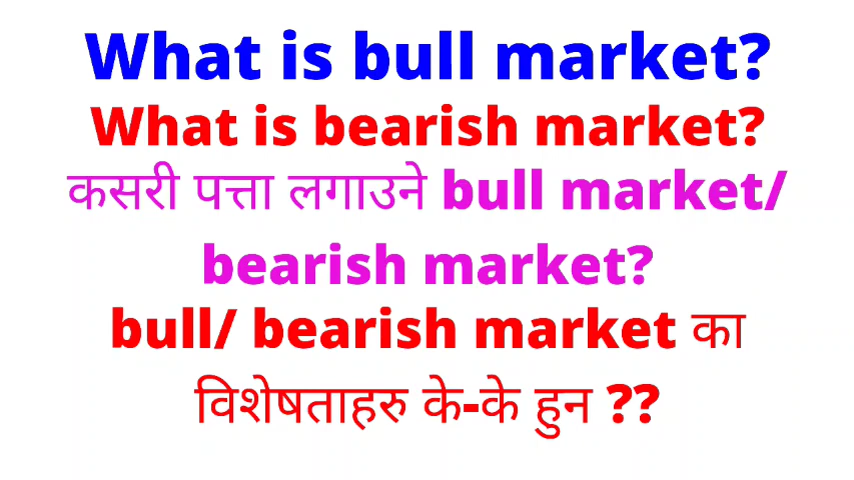 What is bull market?
What is bearish market?
कसरी पत्ता लगाउने bull market/
bearish market?
bull/ bearish market का
विशेषताहरु के-के हुन ??